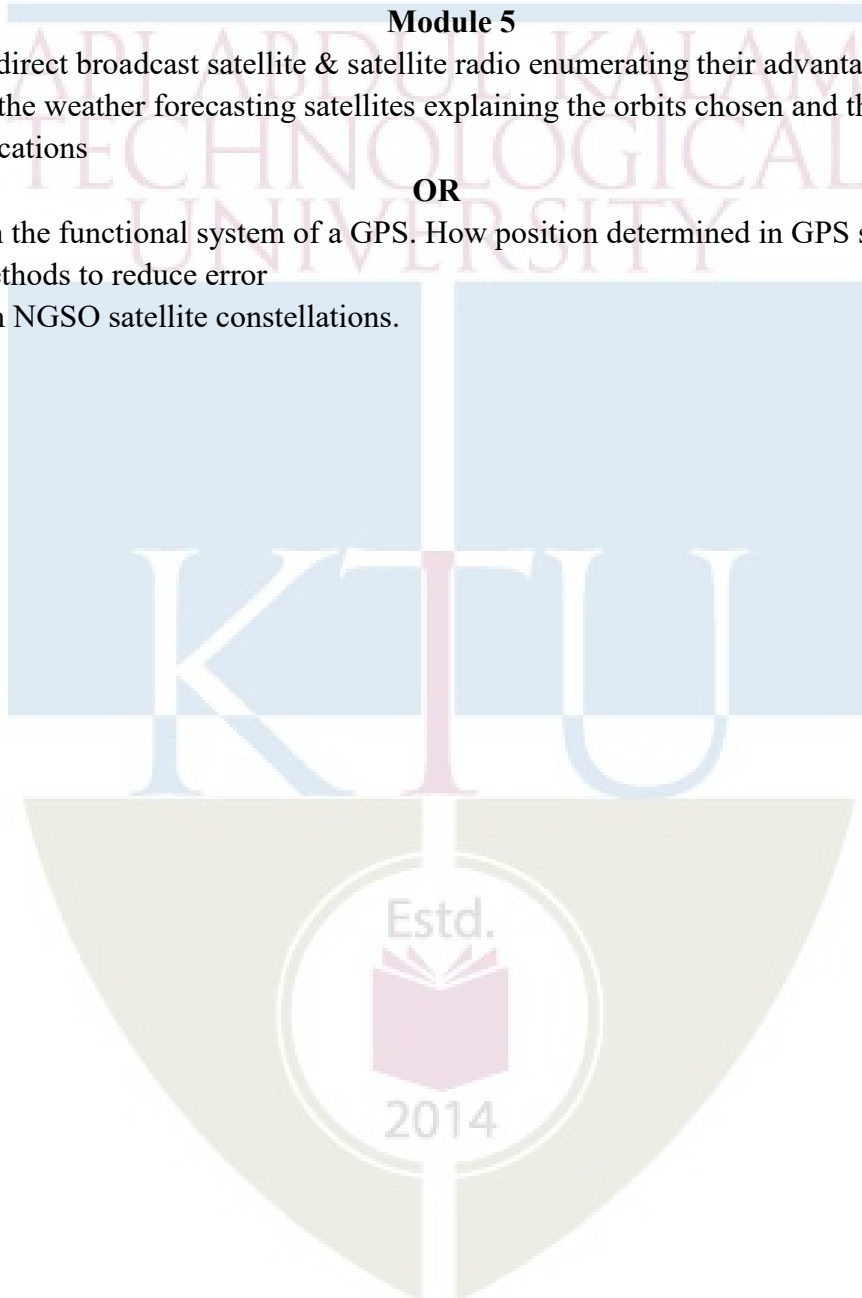 Module 5
API ABDUL KALAM
direct broadcast satellite & satellite radio enumerating their advanta
the weather forecasting satellites explaining the orbits chosen and th
TECHNOLOGICAL
cations
OR
UNIVERSITY
n the functional system of a GPS. How position determined in GPS s
ethods to reduce error
n NGSO satellite constellations.
KTU
Estd.
2014